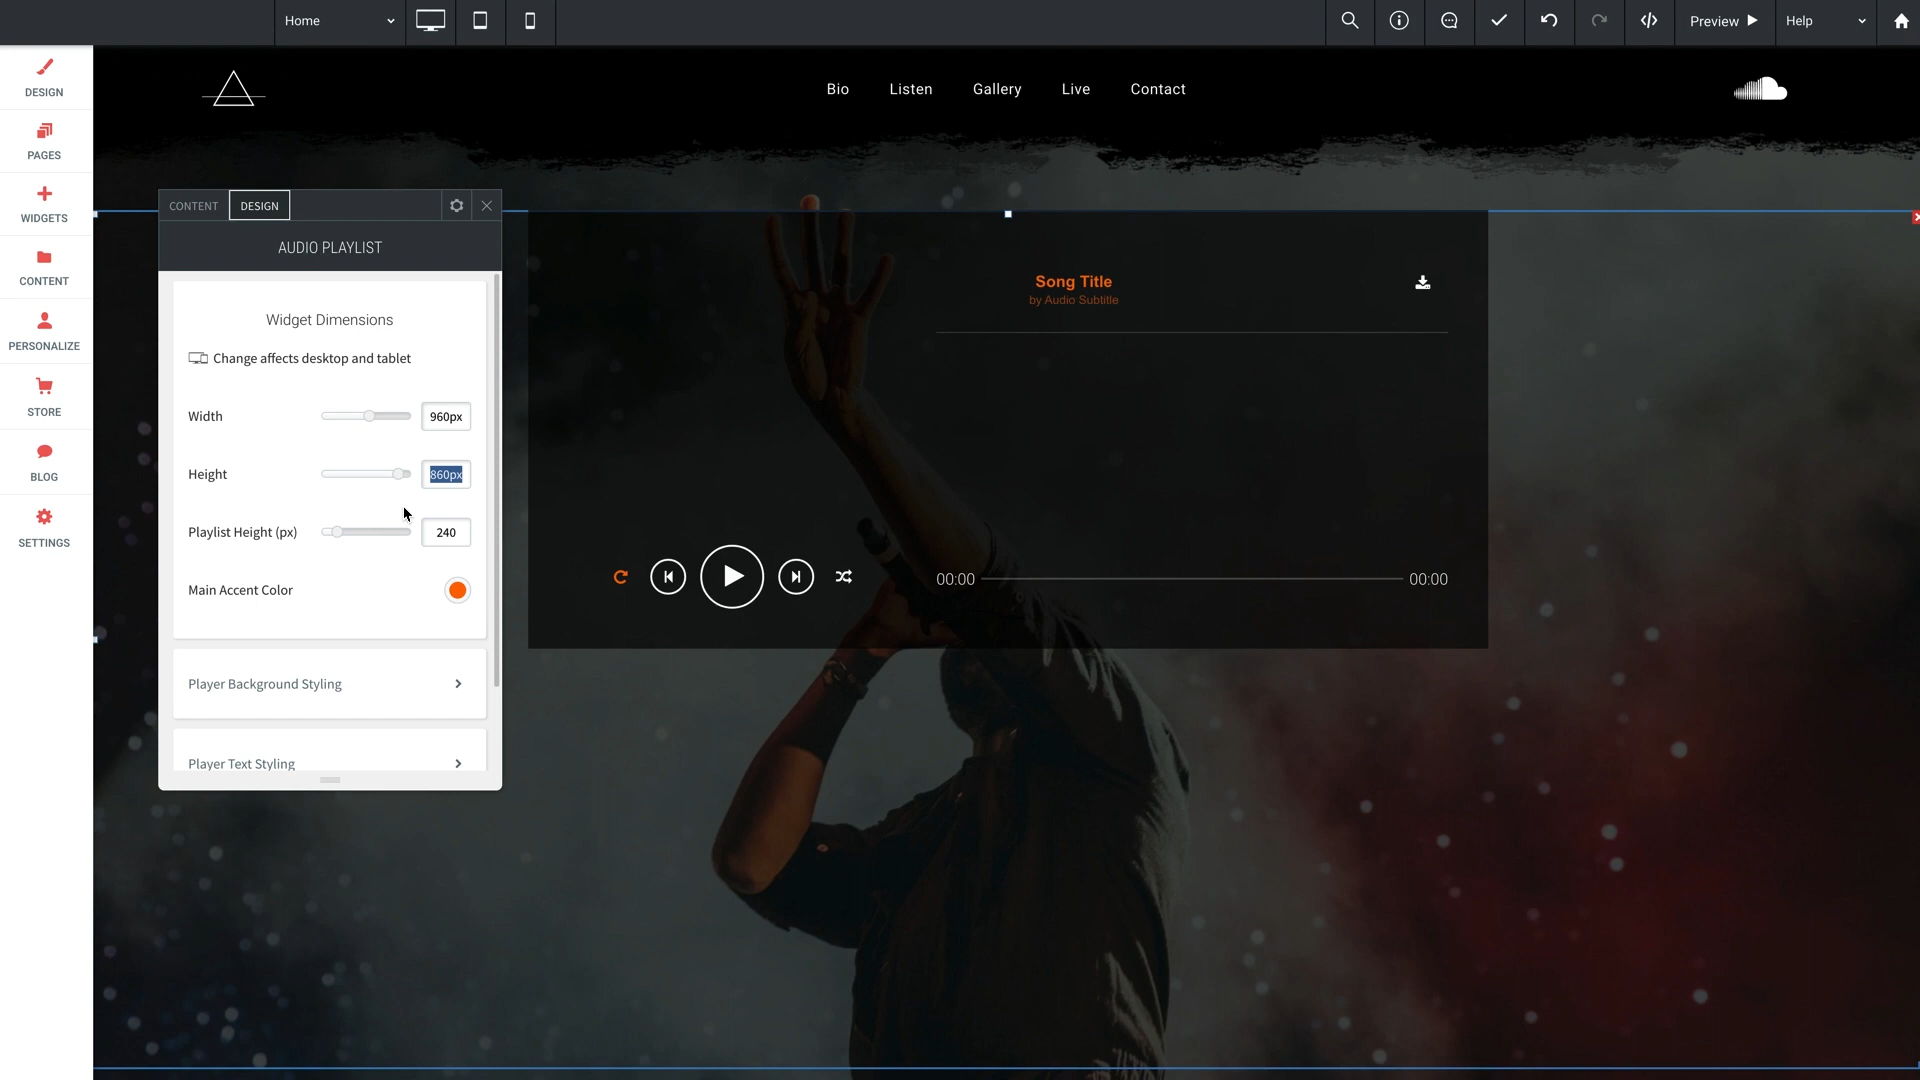 Home
Preview
Help
DESIGN
PAGES
WIDGETS
CONTENT
PERSONALIZE
STORE
BLOG
SETTINGS
Bio
Listen
Gallery
Live
Contact
CONTENT
DESIGN
AUDIO PLAYLIST
Widget Dimensions
Change affects desktop and tablet
Width
960px
Height
860px
Playlist Height (px)
240
Main Accent Color
Player Background Styling
Player Text Styling
Song Title
by Audio Subtitle
00:00
00:00